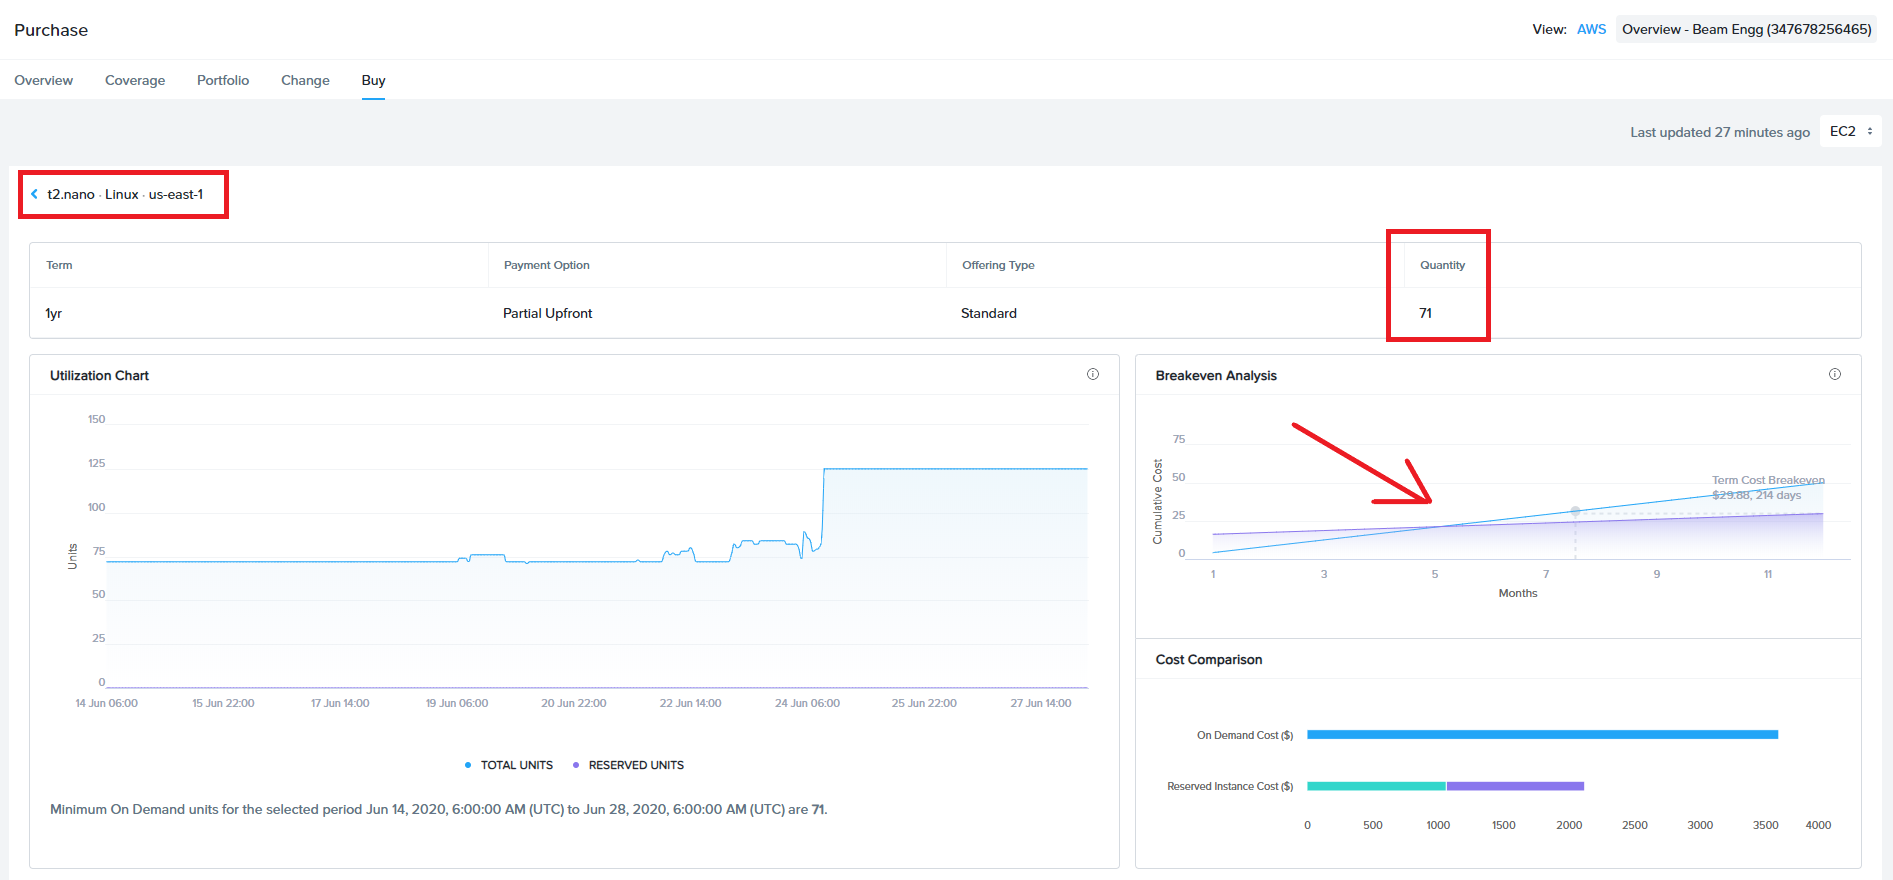 Purchase
View: AWS Overview - Beam Engg (347678256465)
Overview Coverage Portfolio Change Buy
Last updated 27 minutes ago EC2
t2.nano · Linux · us-east-1
Term Payment Option Offering Type Quantity
1yr Partial Upfront Standard 71
Utilization Chart
150
125
100
75
50
25
0
Units
14 Jun 06:00 15 Jun 22:00 17 Jun 14:00 19 Jun 06:00 20 Jun 22:00 22 Jun 14:00 24 Jun 06:00 25 Jun 22:00 27 Jun 14:00
TOTAL UNITS RESERVED UNITS
Minimum On Demand units for the selected period Jun 14, 2020, 6:00:00 AM (UTC) to Jun 28, 2020, 6:00:00 AM (UTC) are 71.
Breakeven Analysis
75
50
25
0
Cumulative Cost
Term Cost Breakeven
$29.88, 214 days
1 3 5 7 9 11
Months
Cost Comparison
On Demand Cost ($)
Reserved Instance Cost ($)
0 500 1000 1500 2000 2500 3000 3500 4000